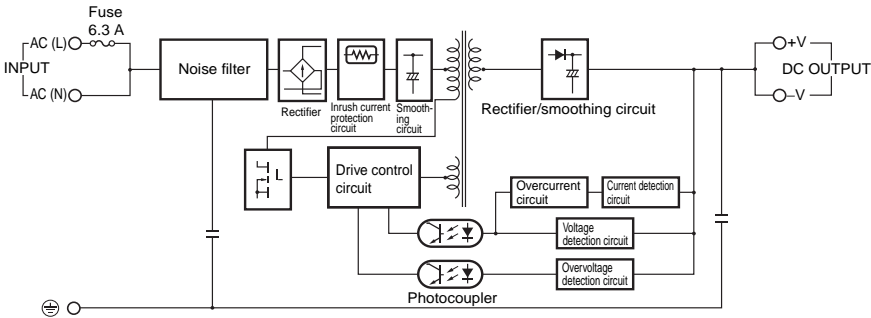 Fuse
6.3 A
AC (L)
INPUT
AC (N)
Noise filter
Rectifier
Inrush current
protection
circuit
Smooth-
ing
circuit
Rectifier/smoothing circuit
+V
DC OUTPUT
–V
Drive control
circuit
Overcurrent
circuit
Current detection
circuit
Voltage
detection circuit
Overvoltage
detection circuit
Photocoupler